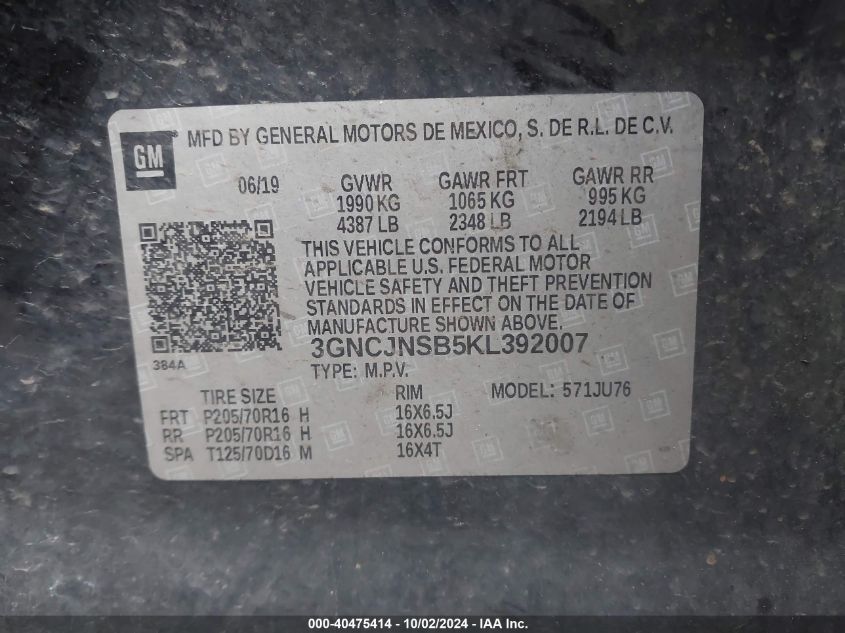 GM
MFD BY GENERAL MOTORS DE MEXICO, S. DE R.L. DE C.V.
06/19 GVWR GAWR FRT GAWR RR
1990 KG 1065 KG 995 KG
4387 LB 2348 LB 2194 LB
THIS VEHICLE CONFORMS TO ALL
APPLICABLE U.S. FEDERAL MOTOR
VEHICLE SAFETY AND THEFT PREVENTION
STANDARDS IN EFFECT ON THE DATE OF
MANUFACTURE SHOWN ABOVE.
3GNCJNSB5KL392007
384A
TYPE: M.P.V. MODEL: 571JU76
TIRE SIZE RIM
FRT P205/70R16 H 16X6.5J
RR P205/70R16 H 16X6.5J
SPA T125/70D16 M 16X4T
000-40475414 - 10/02/2024 - https://www.iaai.com/